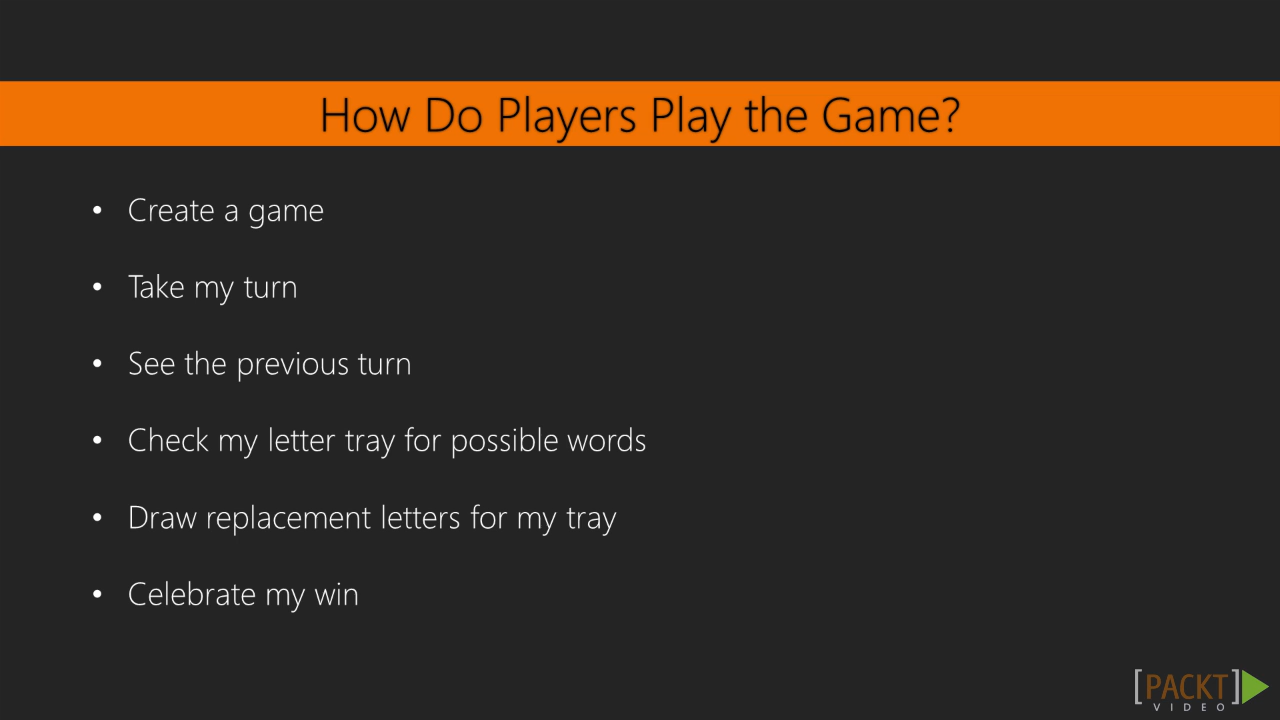 How Do Players Play the Game?
• Create a game
• Take my turn
• See the previous turn
• Check my letter tray for possible words
• Draw replacement letters for my tray
• Celebrate my win
[PACKT]
VIDEO